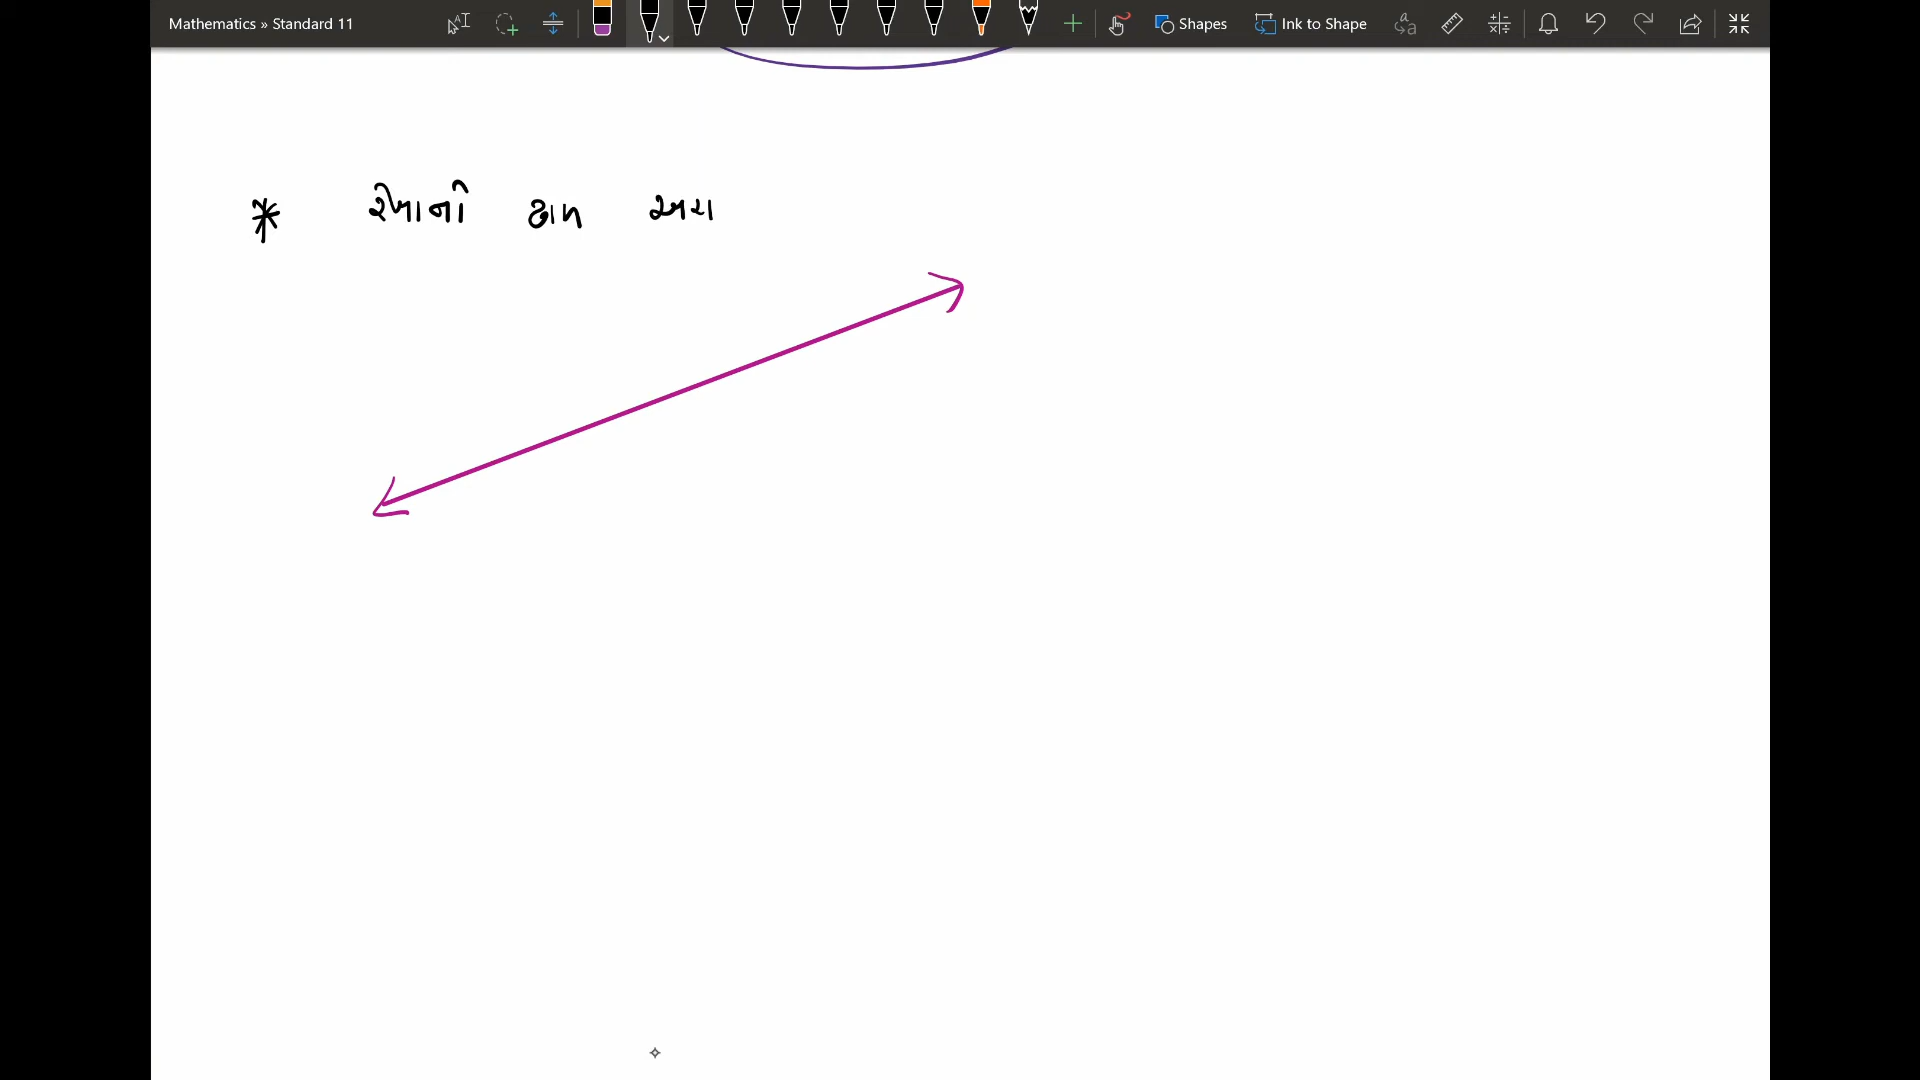 Mathematics » Standard 11 Shapes Ink to Shape
* રેખાનો ઢાળ